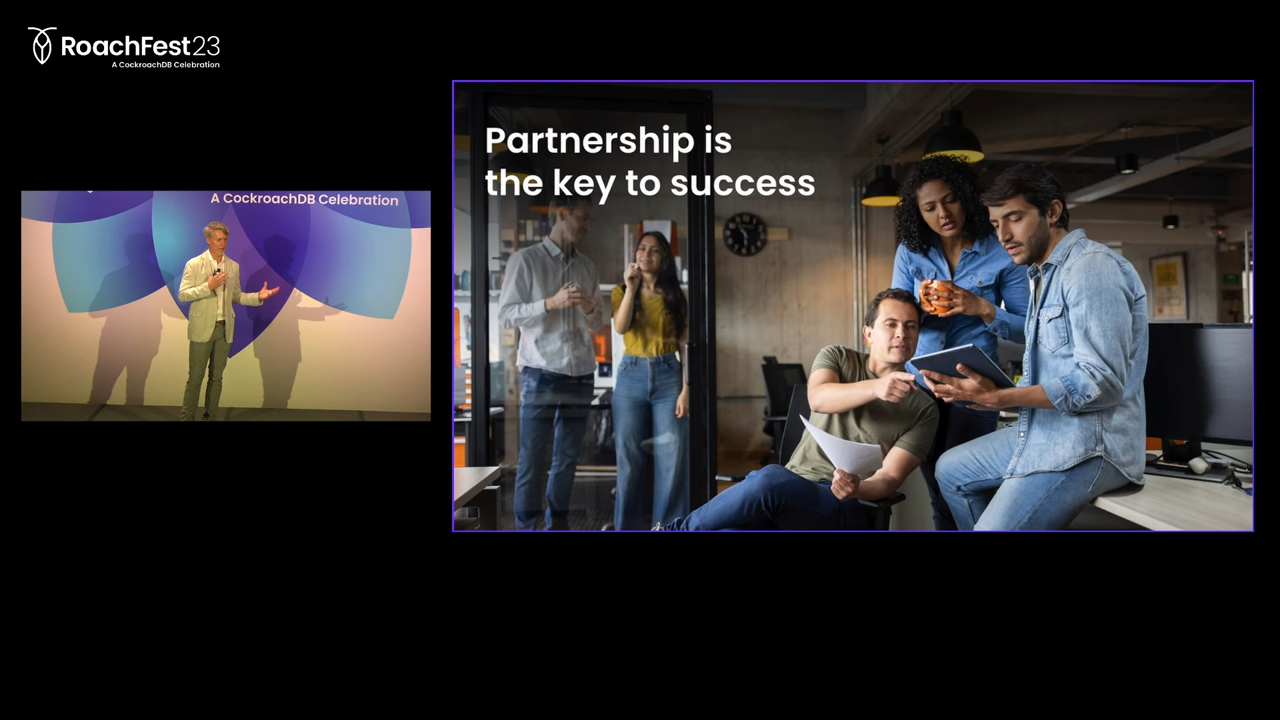 RoachFest23
A CockroachDB Celebration
A CockroachDB Celebration
Partnership is
the key to success